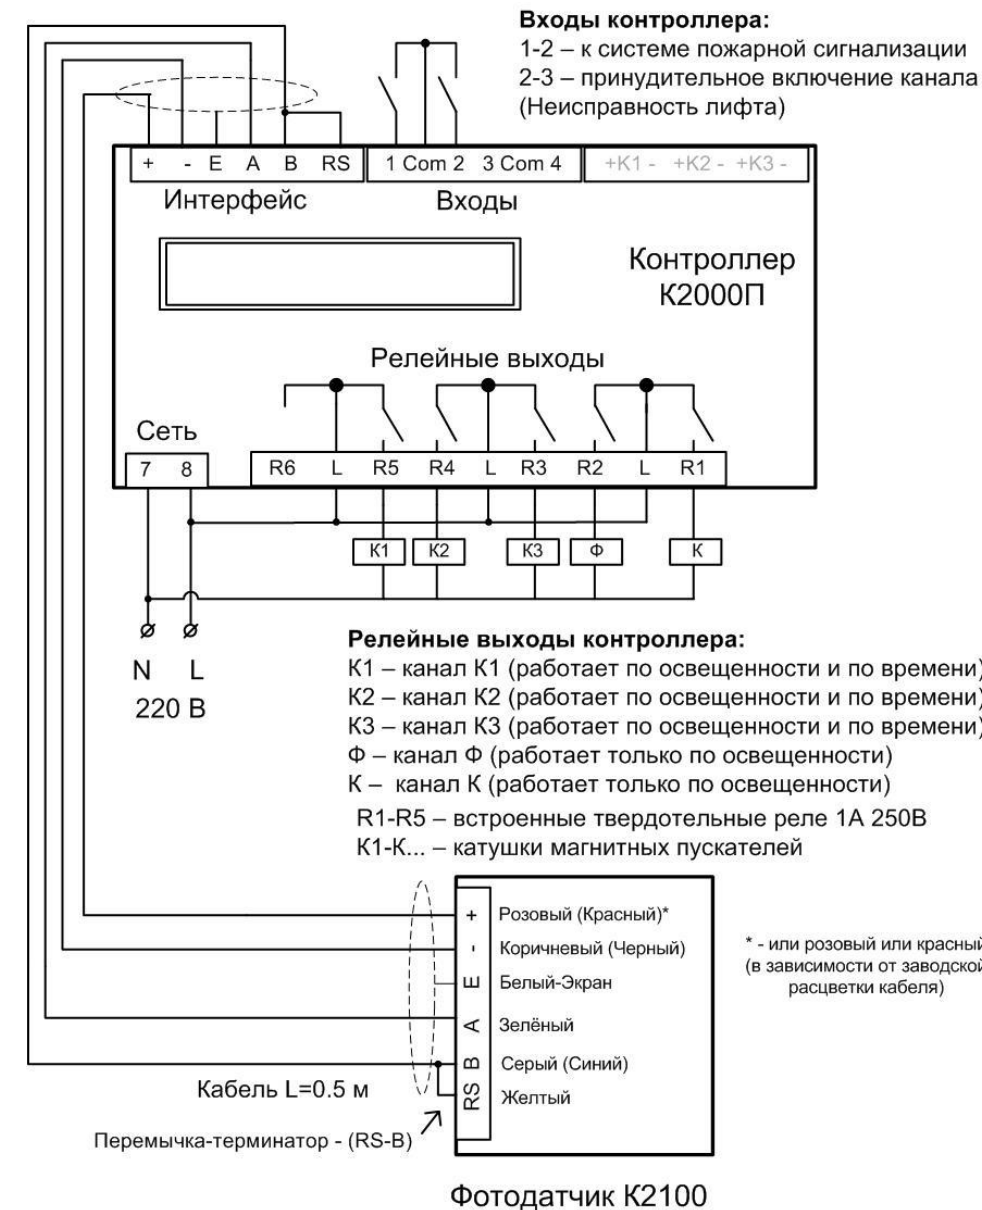 Входы контроллера:
1-2 – к системе пожарной сигнализации
2-3 – принудительное включение канала
(Неисправность лифта)
+ - E A B RS
1 Com 2 3 Com 4
+K1 - +K2 - +K3 -
Интерфейс
Входы
Контроллер
К2000П
Релейные выходы
Сеть
7 8
R6 L R5 R4 L R3 R2 L R1
К1 К2 К3 Ф К
N L
220 В
Релейные выходы контроллера:
К1 – канал К1 (работает по освещенности и по времени)
К2 – канал К2 (работает по освещенности и по времени)
К3 – канал К3 (работает по освещенности и по времени)
Ф – канал Ф (работает только по освещенности)
К – канал К (работает только по освещенности)
R1-R5 – встроенные твердотельные реле 1А 250В
К1-К... – катушки магнитных пускателей
+ Розовый (Красный)*
- Коричневый (Черный)
E Белый-Экран
A Зелёный
B Серый (Синий)
RS Желтый
* - или розовый или красный
(в зависимости от заводской
расцветки кабеля)
Кабель L=0.5 м
Перемычка-терминатор - (RS-B)
Фотодатчик К2100